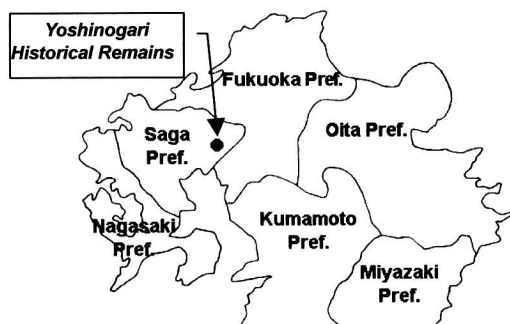 Yoshinogari
Historical Remains
Fukuoka Pref.
Saga
Pref.
Oita Pref.
Nagasaki
Pref.
Kumamoto
Pref.
Miyazaki
Pref.